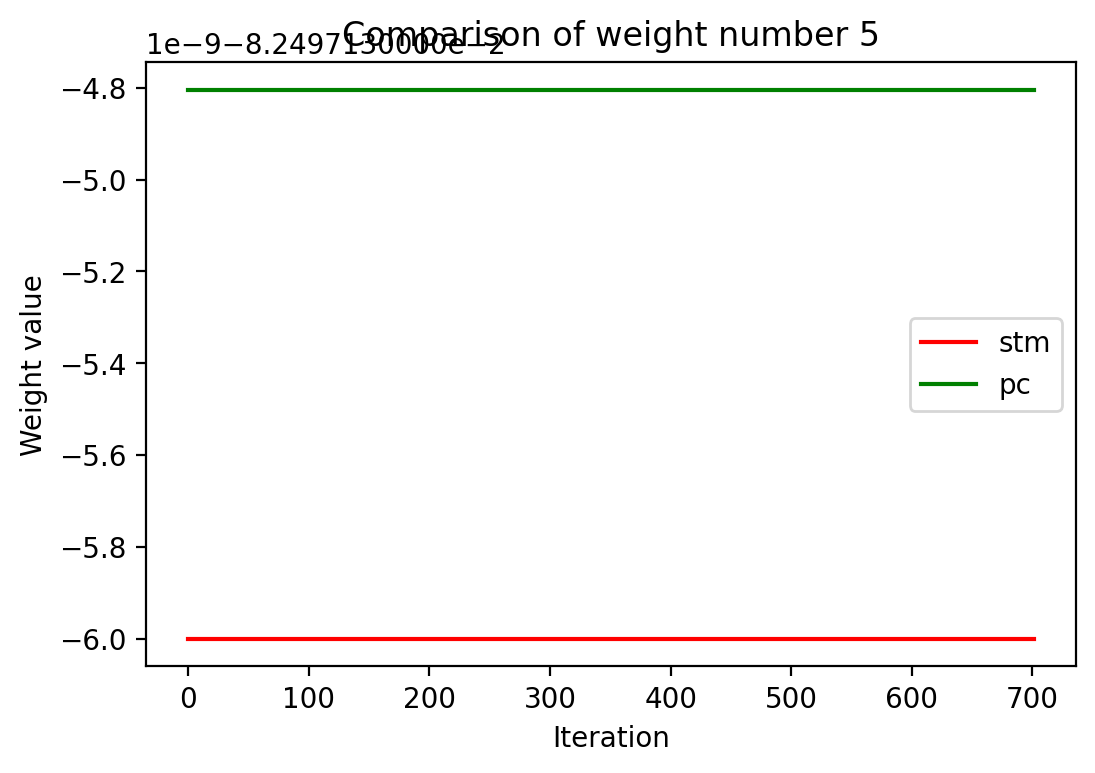 Comparison of weight number 5
1e−9−8.2497130000e−2
−4.8
−5.0
−5.2
−5.4
−5.6
−5.8
−6.0
Weight value
stm
pc
0 100 200 300 400 500 600 700
Iteration